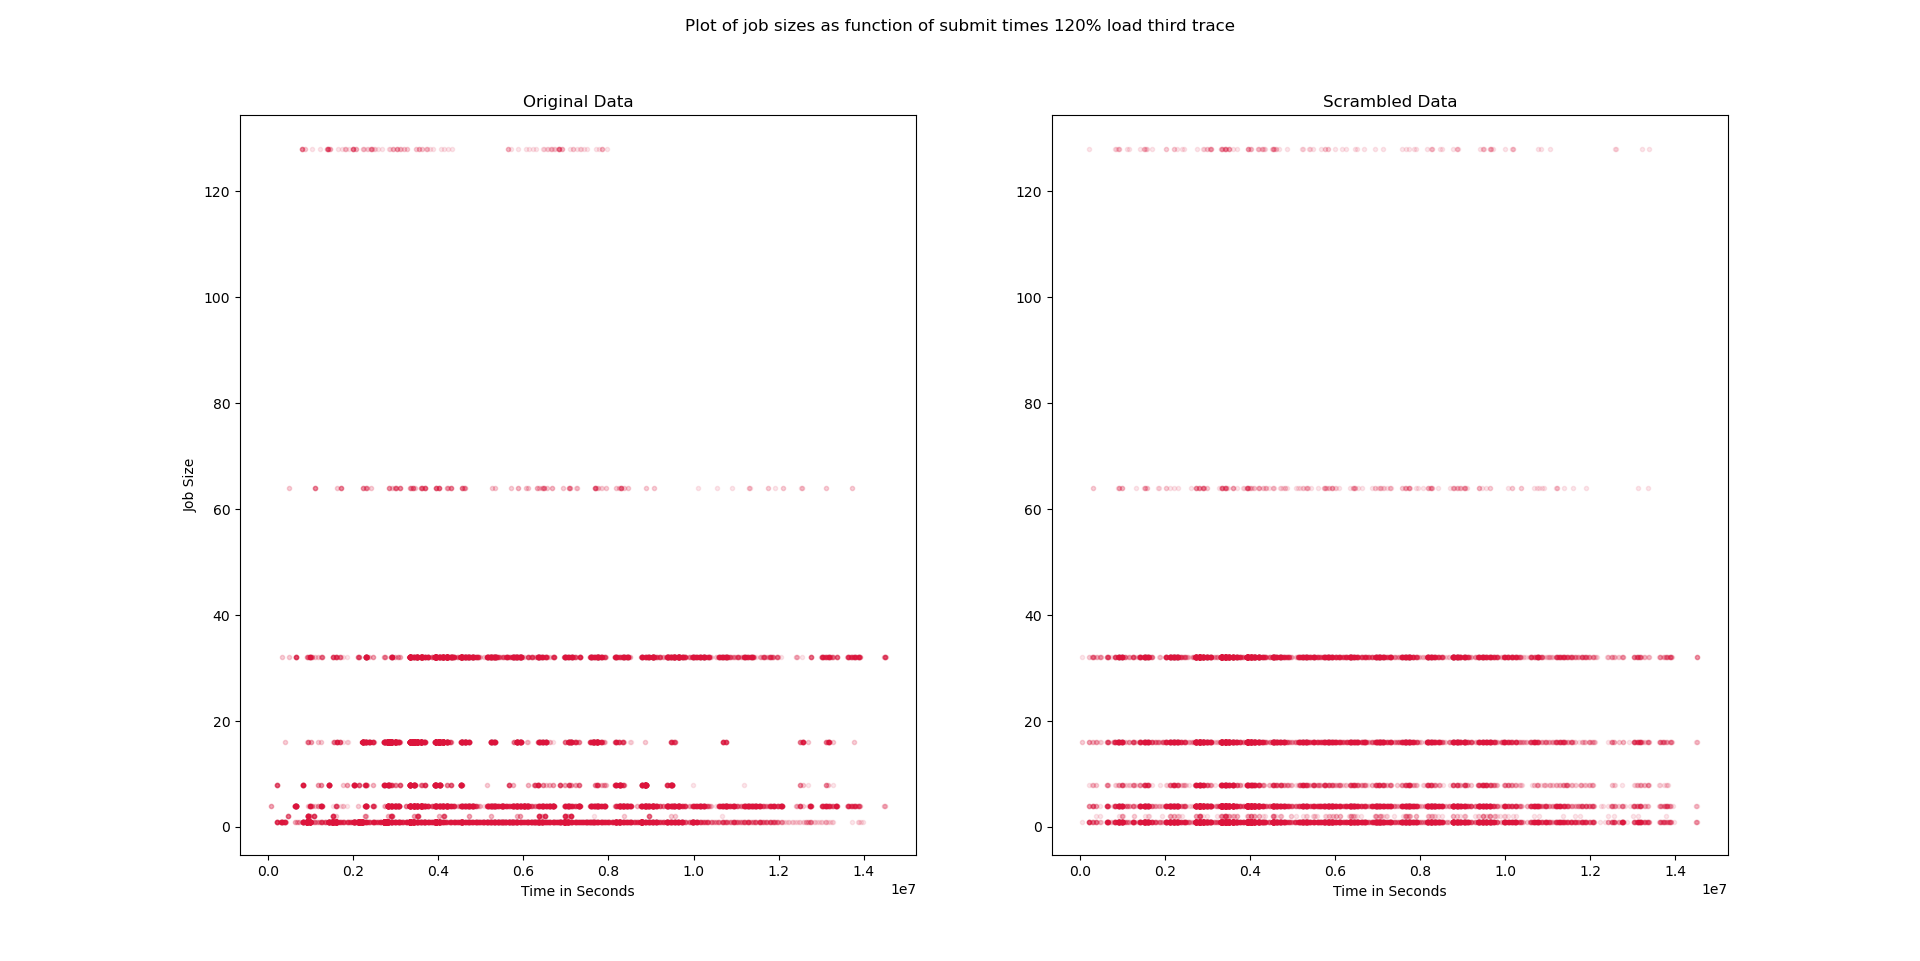 Plot of job sizes as function of submit times 120% load third trace
Original Data
Job Size
120
100
80
60
40
20
0
0.0 0.2 0.4 0.6 0.8 1.0 1.2 1.4
1e7
Time in Seconds
Scrambled Data
120
100
80
60
40
20
0
0.0 0.2 0.4 0.6 0.8 1.0 1.2 1.4
1e7
Time in Seconds